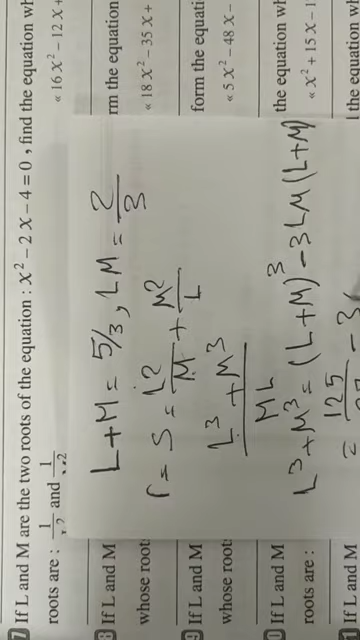 7 If L and M are the two roots of the equation : x² – 2 x – 4 = 0 , find the equation wh
roots are : 1/ and 1/
« 16 x² – 12 x +
8 If L and M
rm the equation
whose root
« 18 x² – 35 x +
9 If L and M
form the equati
whose root
« 5 x² – 48 x –
If L and M
the equation wh
roots are :
« x² + 15 x – 1
If L and M
the equation wh
L + M = 5/3 , LM = 2/3
S = L²/M + M²/L
L³ + M³ / ML
L³ + M³ = (L+M)³ – 3LM (L+M)
= 125/ – 3(